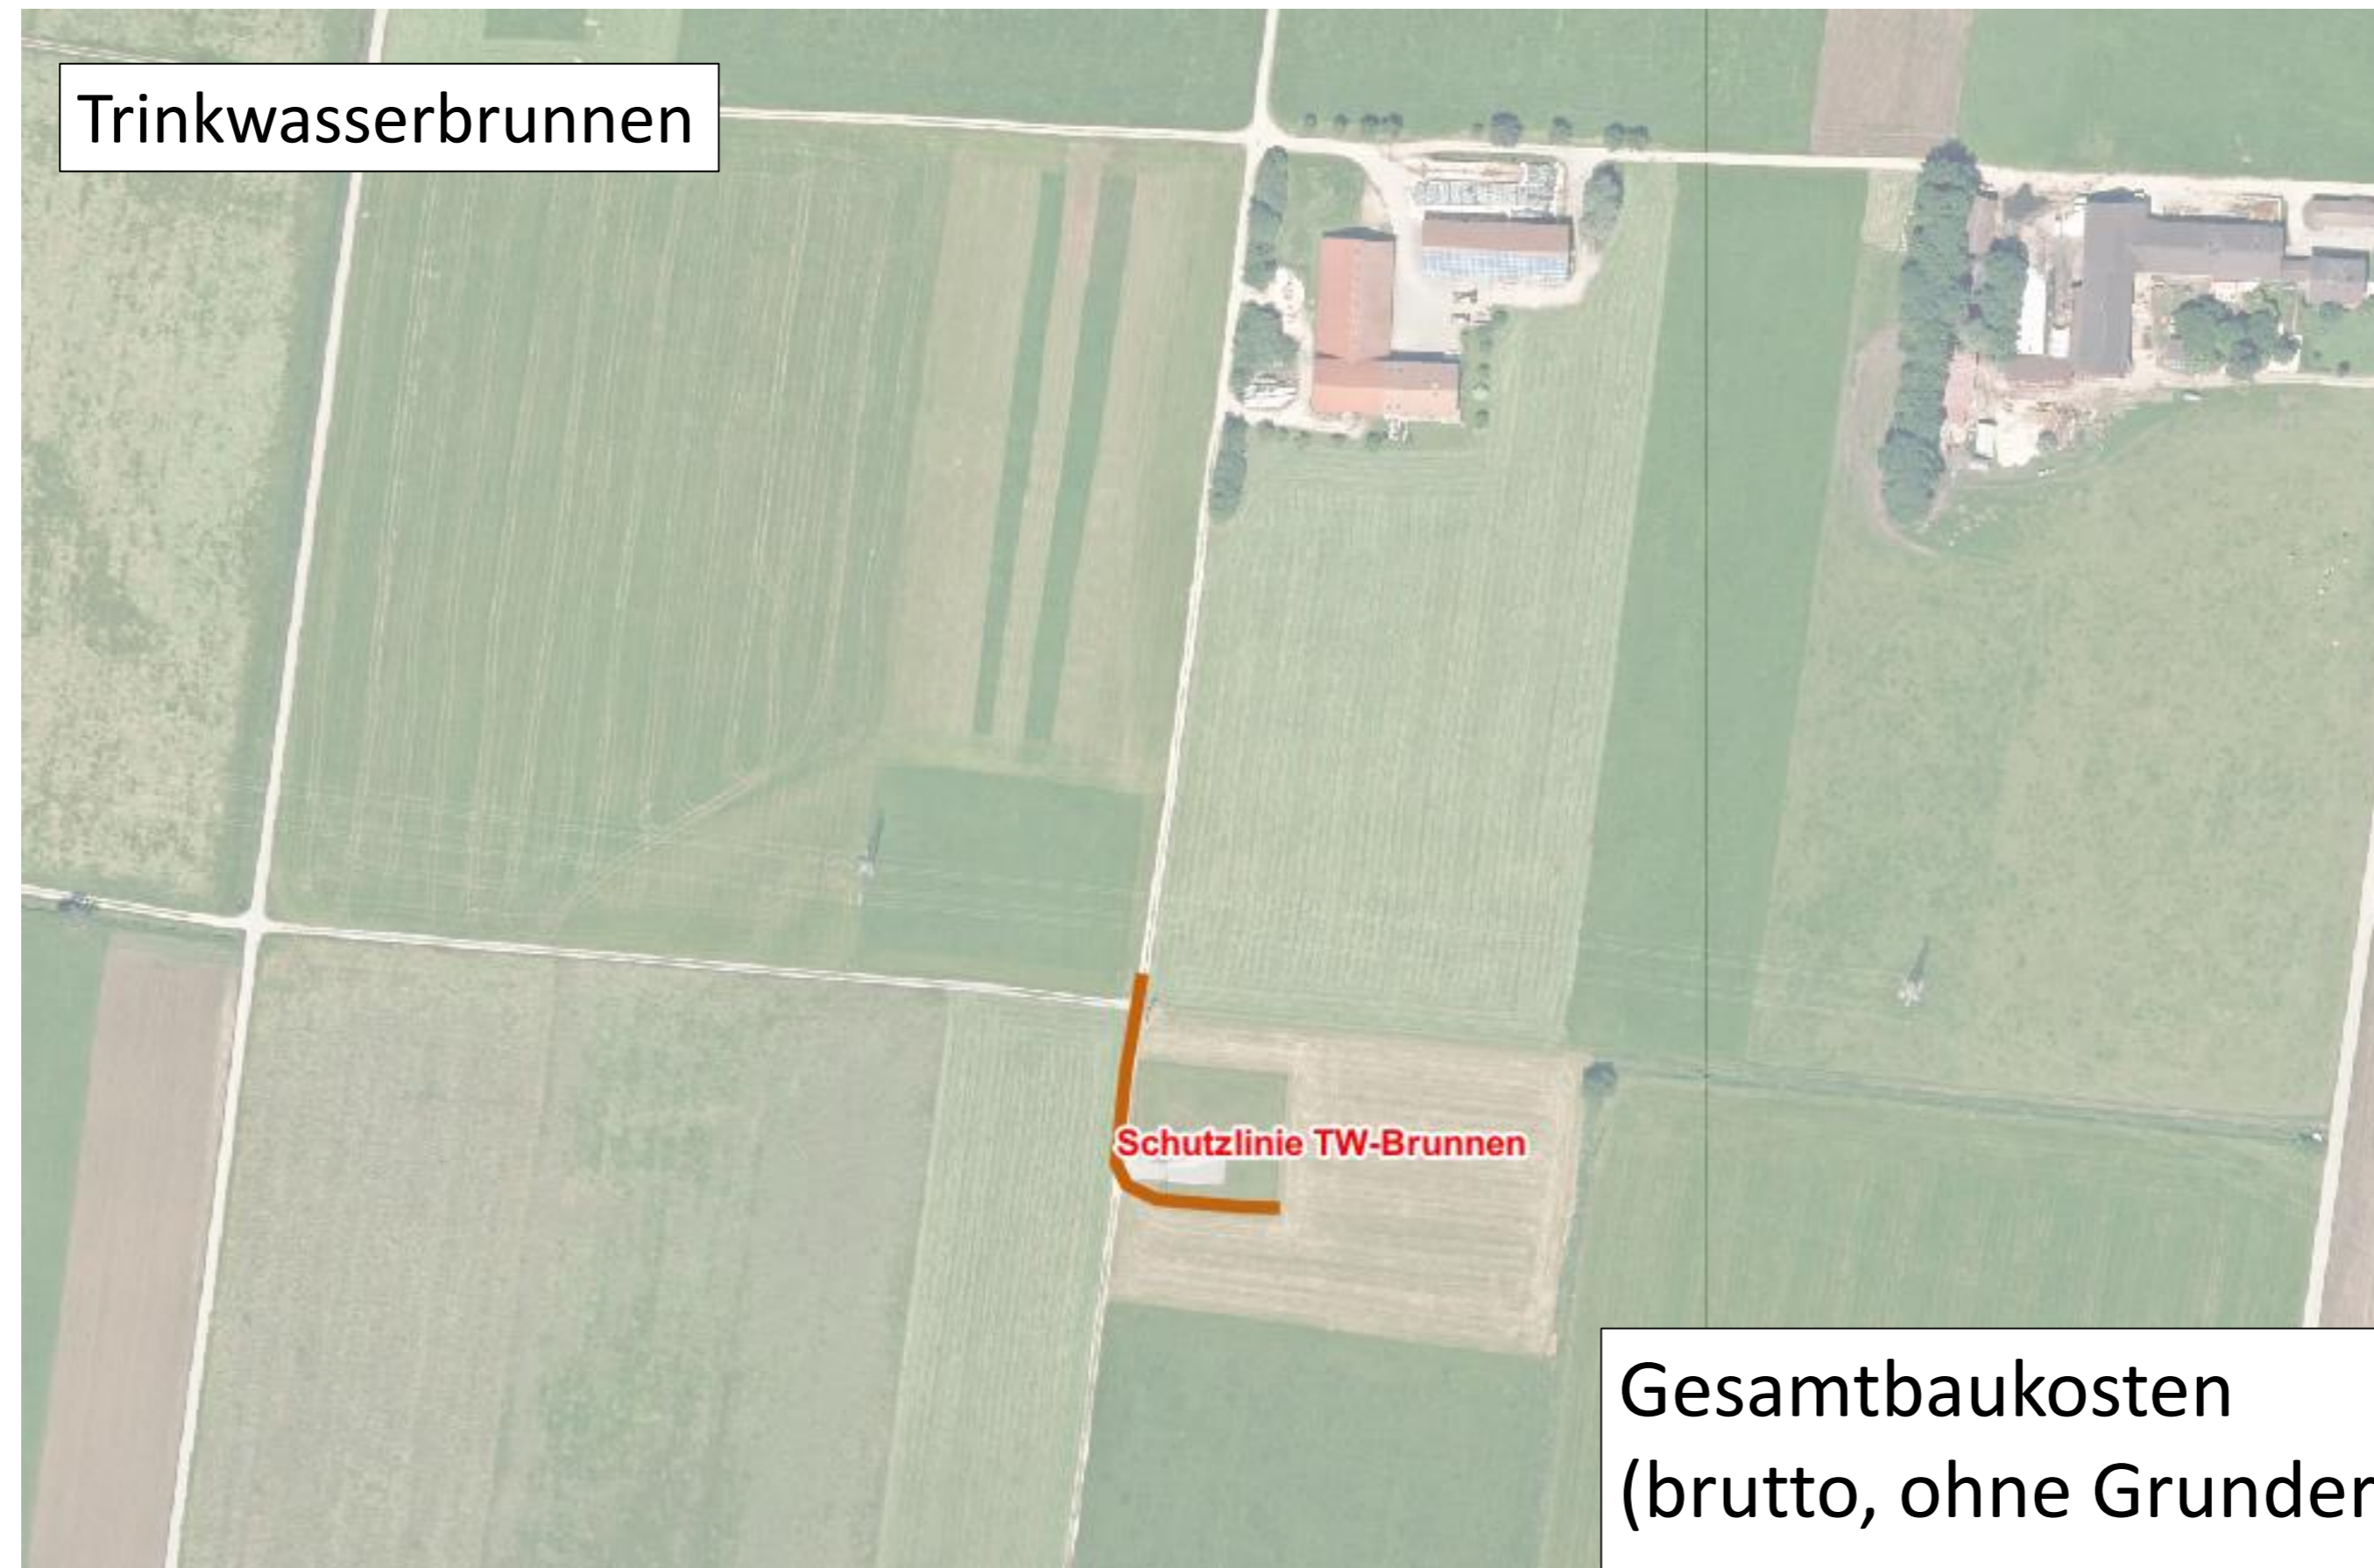 Trinkwasserbrunnen
Schutzlinie TW-Brunnen
Gesamtbaukosten
(brutto, ohne Grunder